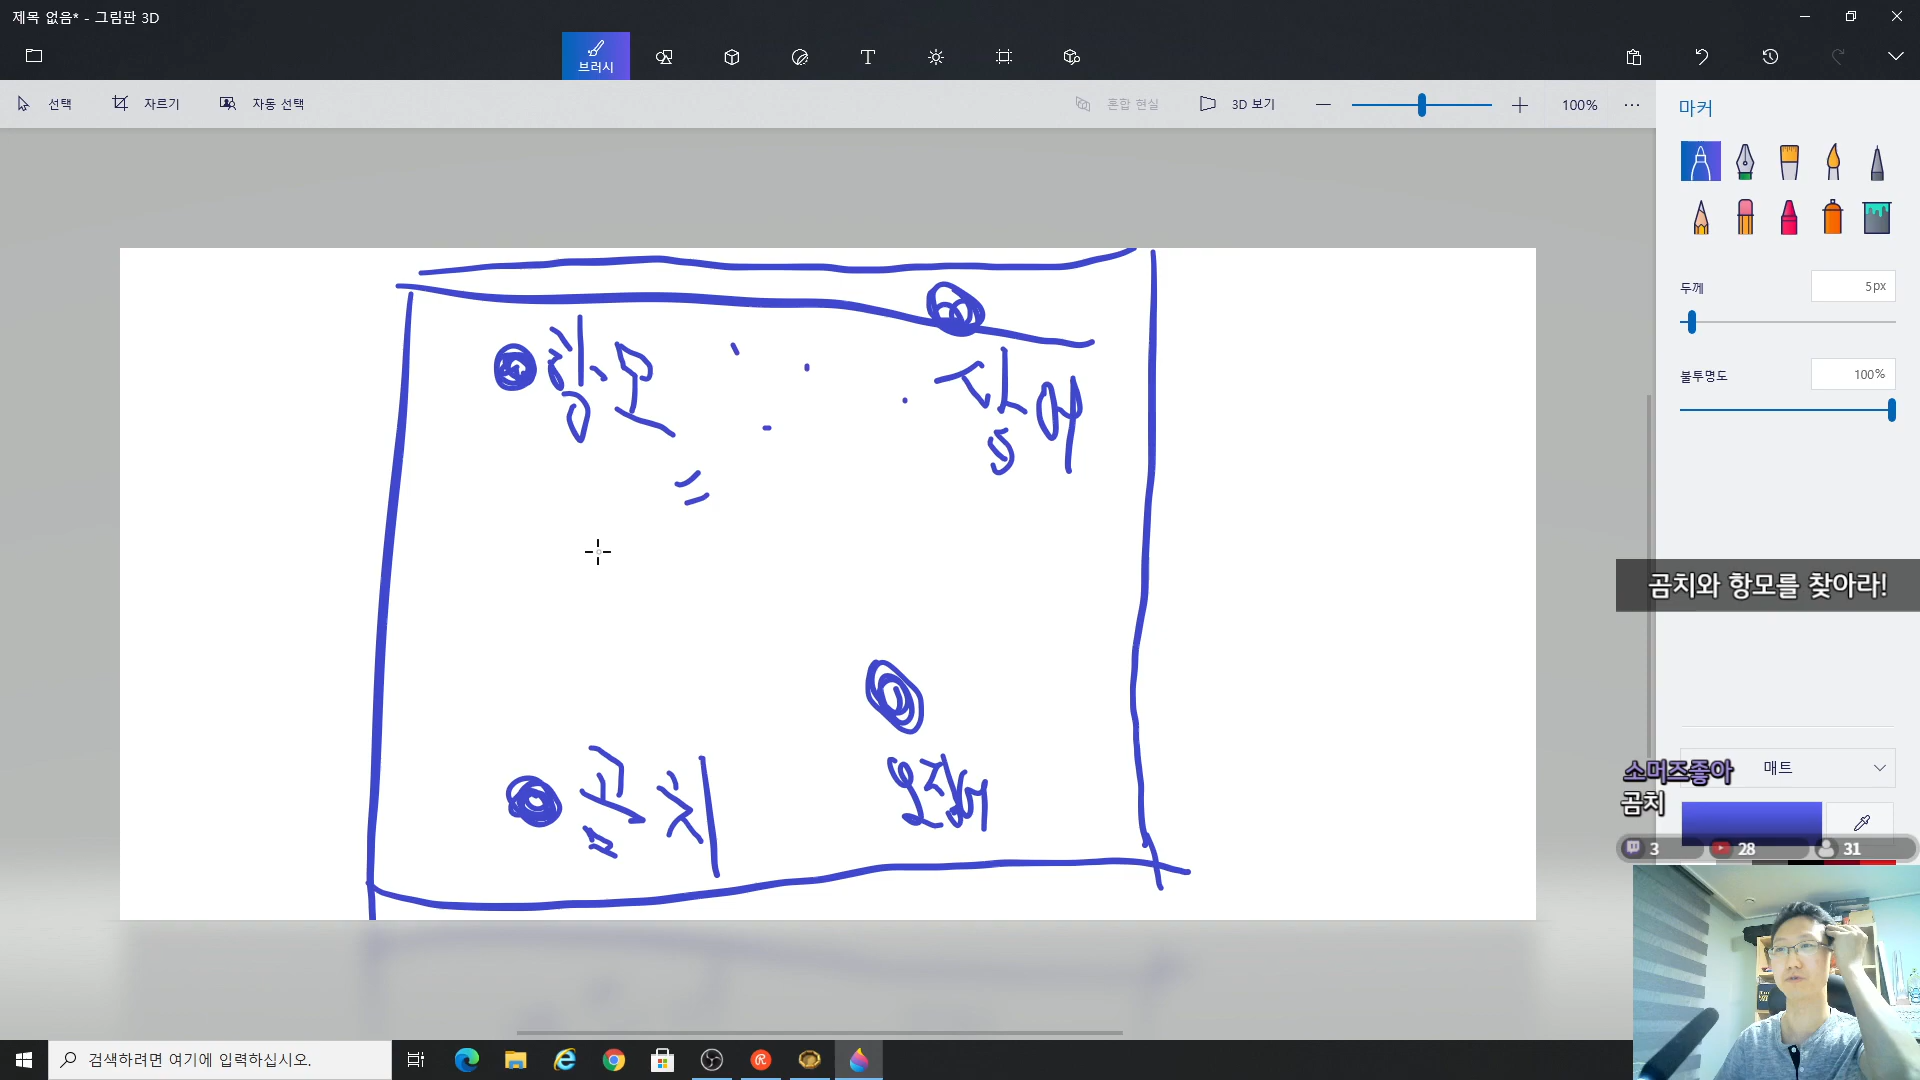 제목 없음* - 그림판 3D
브러시
선택
자르기
자동 선택
혼합 현실
3D 보기
100%
마커
두께
5px
불투명도
100%
항모
장어
곰치
오징어
곰치와 항모를 찾아라!
매트
소머즈좋아
곰치
3
28
31
검색하려면 여기에 입력하십시오.